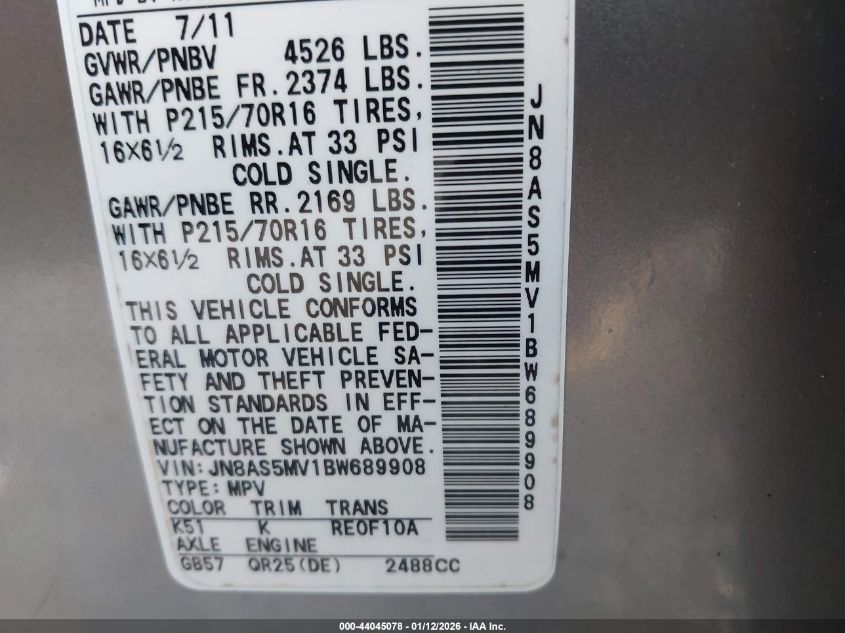 DATE 7/11
GVWR/PNBV 4526 LBS.
GAWR/PNBE FR.2374 LBS.
WITH P215/70R16 TIRES,
16X6½ RIMS.AT 33 PSI
COLD SINGLE.
GAWR/PNBE RR.2169 LBS.
WITH P215/70R16 TIRES,
16X6½ RIMS.AT 33 PSI
COLD SINGLE.
THIS VEHICLE CONFORMS
TO ALL APPLICABLE FED-
ERAL MOTOR VEHICLE SA-
FETY AND THEFT PREVEN-
TION STANDARDS IN EFF-
ECT ON THE DATE OF MA-
NUFACTURE SHOWN ABOVE.
VIN: JN8AS5MV1BW689908
TYPE: MPV
COLOR TRIM TRANS
K51 K RE0F10A
AXLE ENGINE
GB57 QR25(DE) 2488CC
JN8AS5MV1BW689908
000-44045078 - 01/12/2026 - IAA Inc.